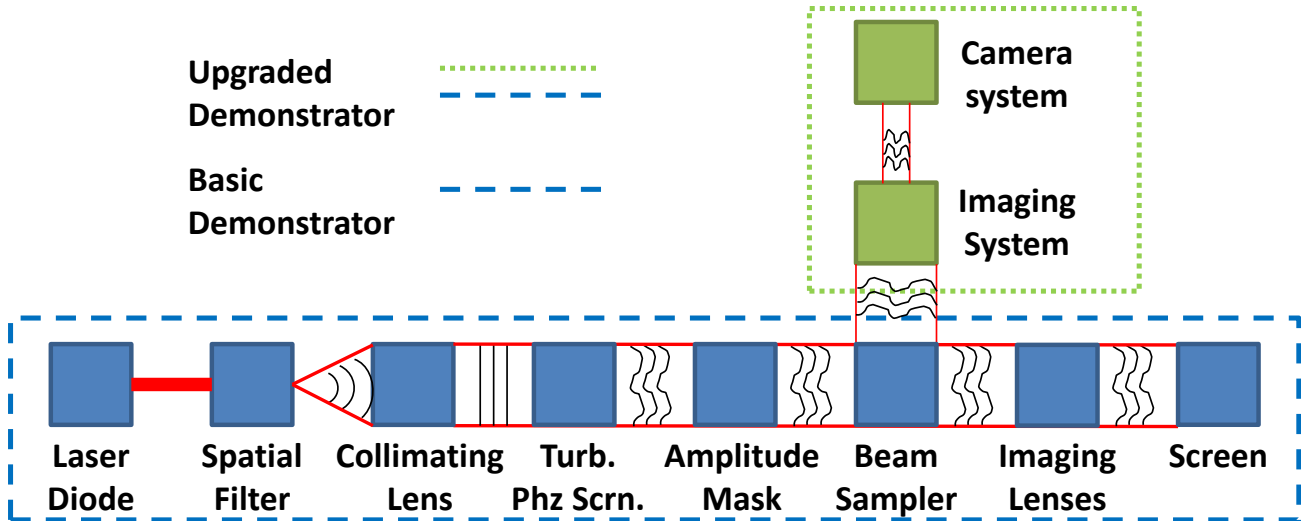 Upgraded
Demonstrator
Basic
Demonstrator
Camera
system
Imaging
System
Laser
Diode
Spatial
Filter
Collimating
Lens
Turb.
Phz Scrn.
Amplitude
Mask
Beam
Sampler
Imaging
Lenses
Screen